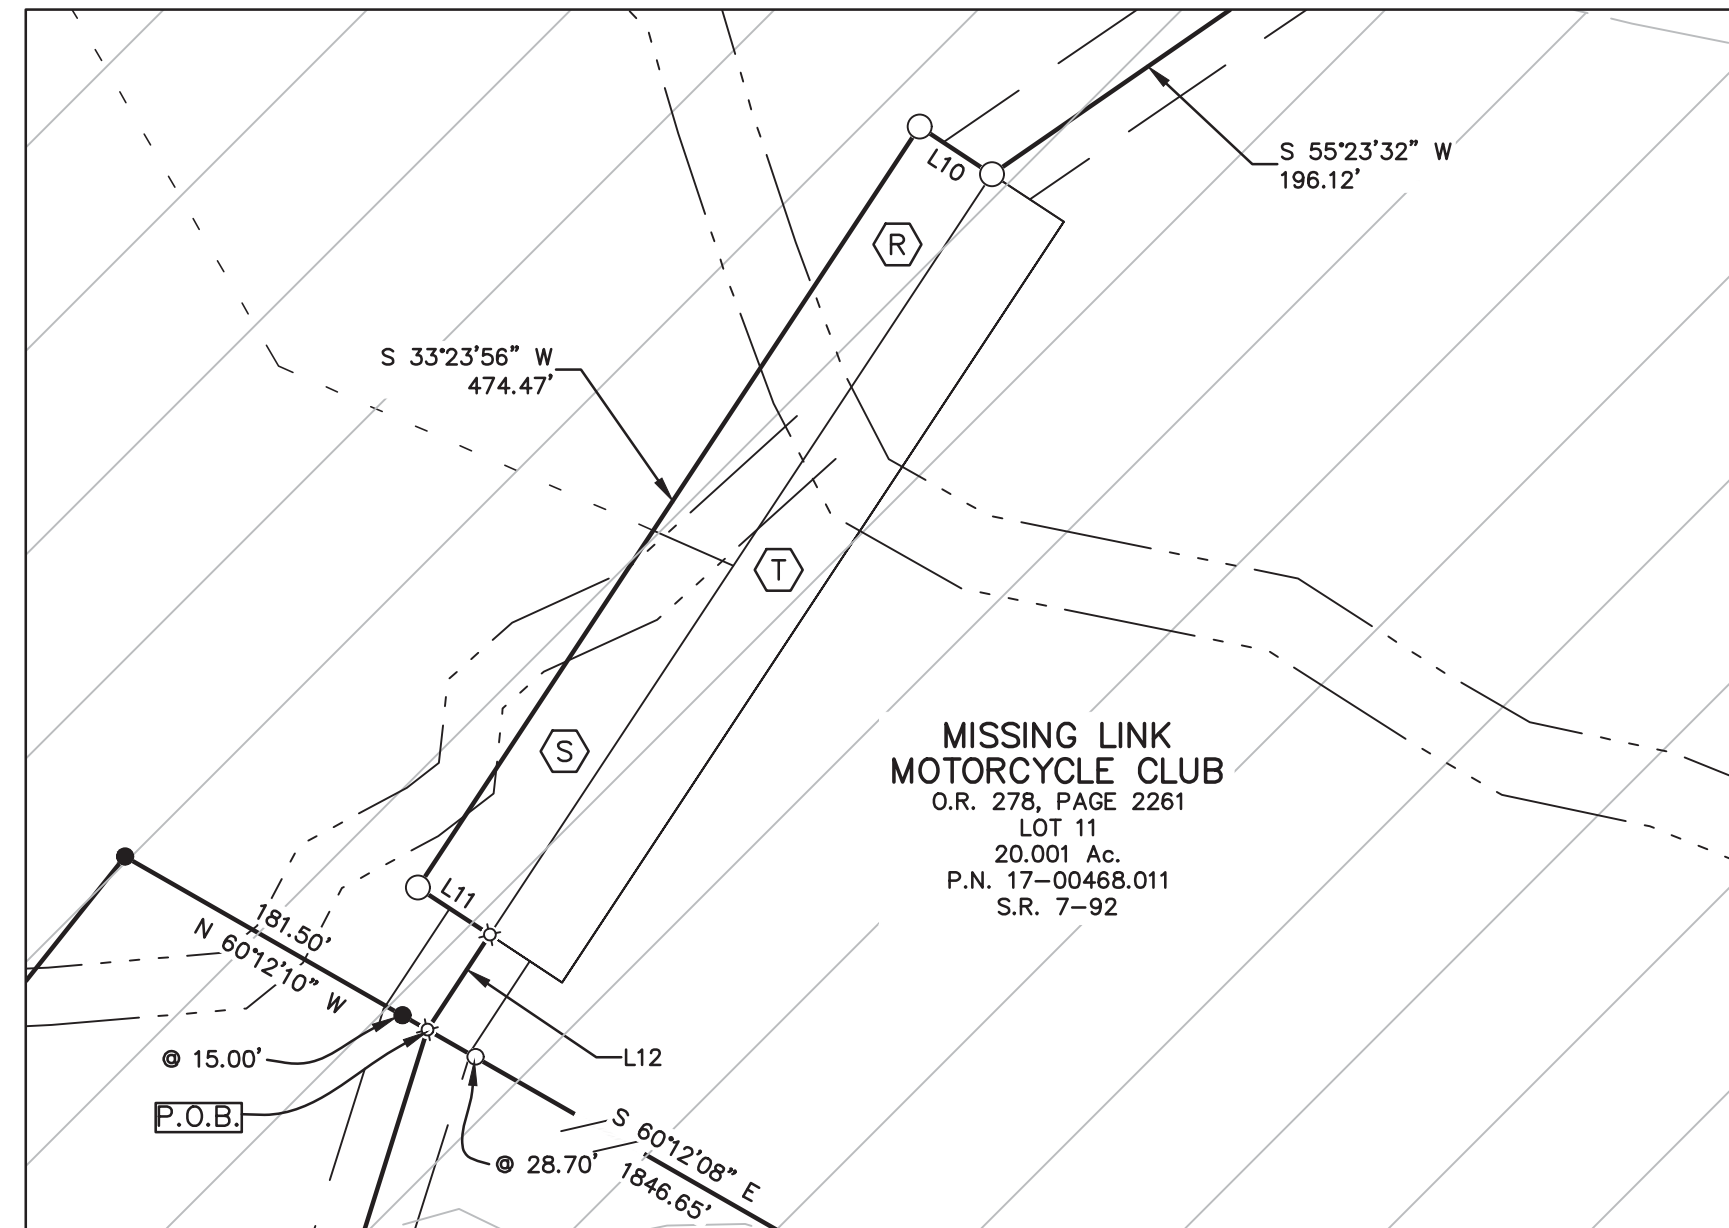 S 55°23'32" W
196.12'
L10
R
S 33°23'56" W
474.47'
T
S
MISSING LINK
MOTORCYCLE CLUB
O.R. 278, PAGE 2261
LOT 11
20.001 Ac.
P.N. 17-00468.011
S.R. 7-92
L11
181.50'
N 60°12'10" W
@ 15.00'
L12
P.O.B.
@ 28.70'
S 60°12'08" E
1846.65'